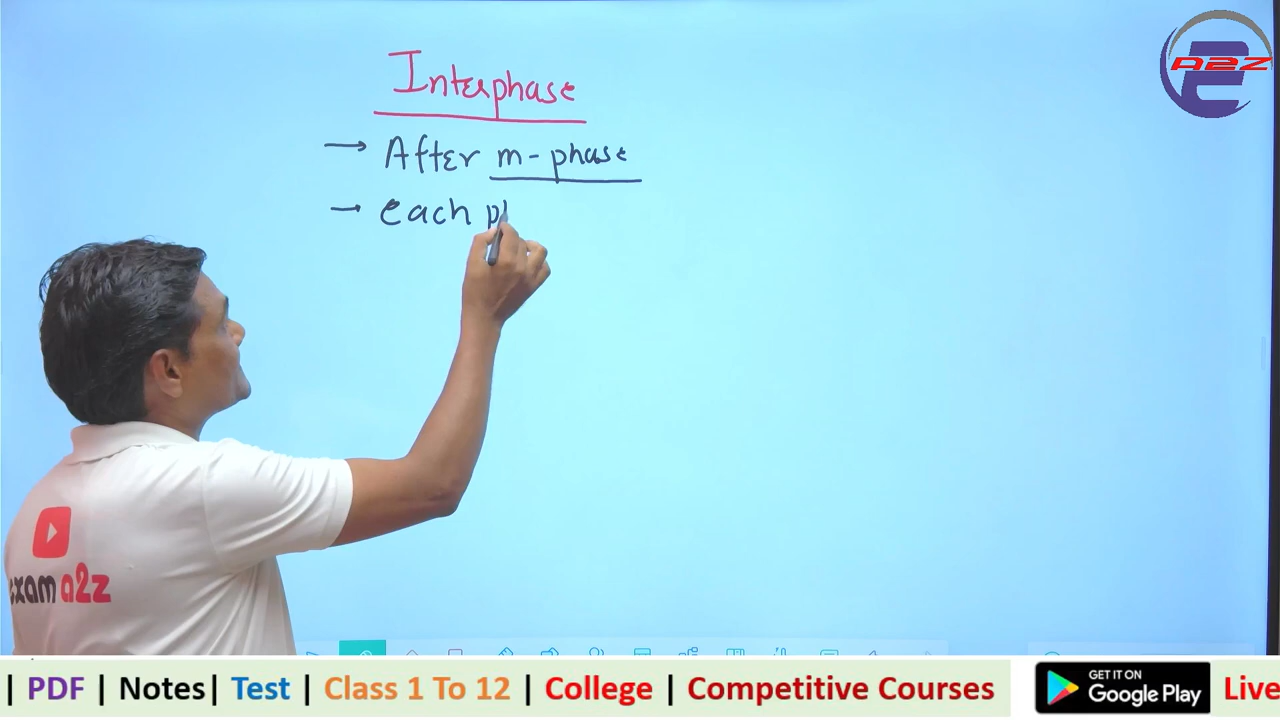 Interphase
→ After m-phase
→ each
A2Z
exam a2z
| PDF | Notes| Test | Class 1 To 12 | College | Competitive Courses
GET IT ON
Google Play
Live